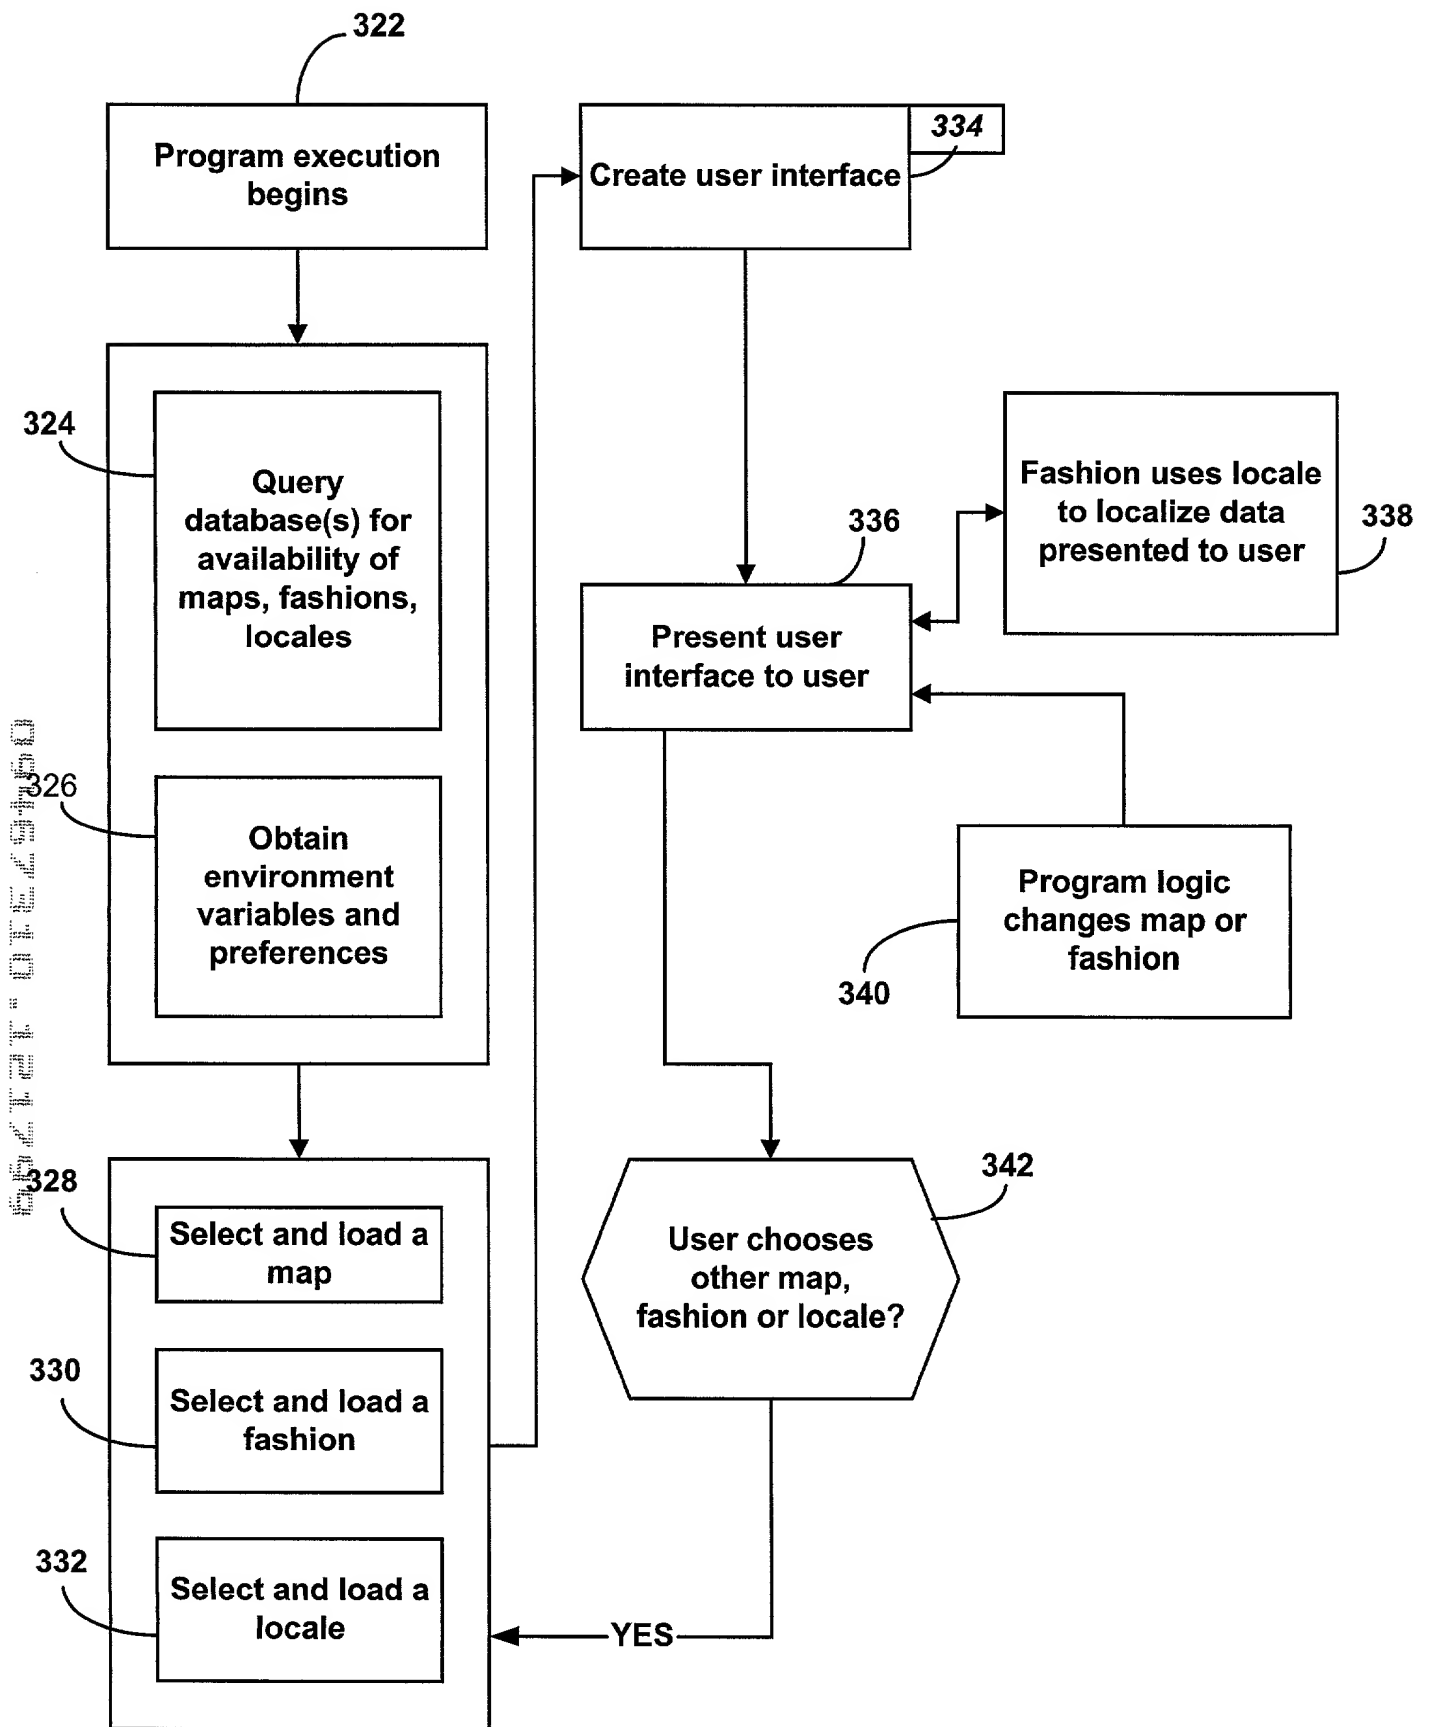 322
Program execution
begins
324
Query
database(s) for
availability of
maps, fashions,
locales
326
Obtain
environment
variables and
preferences
328
Select and load a
map
330
Select and load a
fashion
332
Select and load a
locale
334
Create user interface
336
Present user
interface to user
Fashion uses locale
to localize data
presented to user
338
Program logic
changes map or
fashion
340
342
User chooses
other map,
fashion or locale?
YES